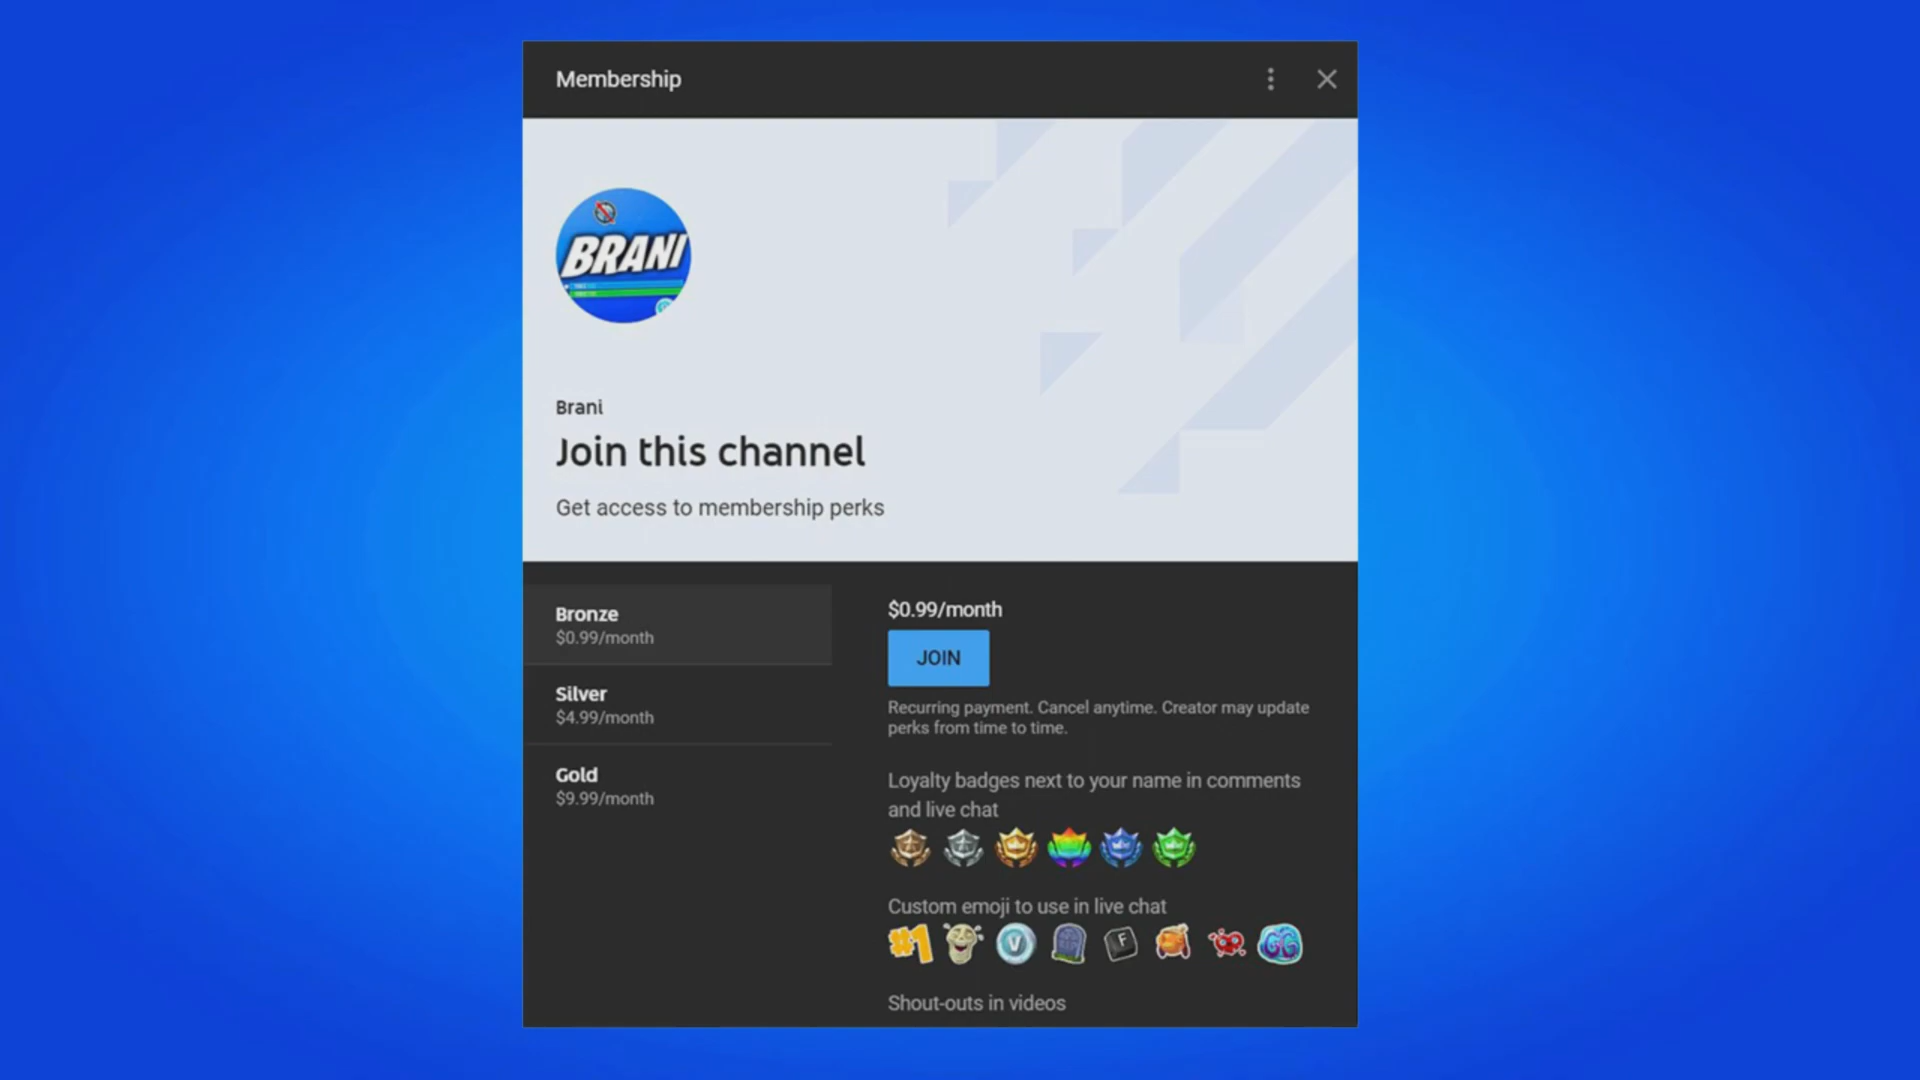 Membership
BRANI
Brani
Join this channel
Get access to membership perks
Bronze
$0.99/month
Silver
$4.99/month
Gold
$9.99/month
$0.99/month
JOIN
Recurring payment. Cancel anytime. Creator may update
perks from time to time.
Loyalty badges next to your name in comments
and live chat
Custom emoji to use in live chat
#1
V
F
GG
Shout-outs in videos